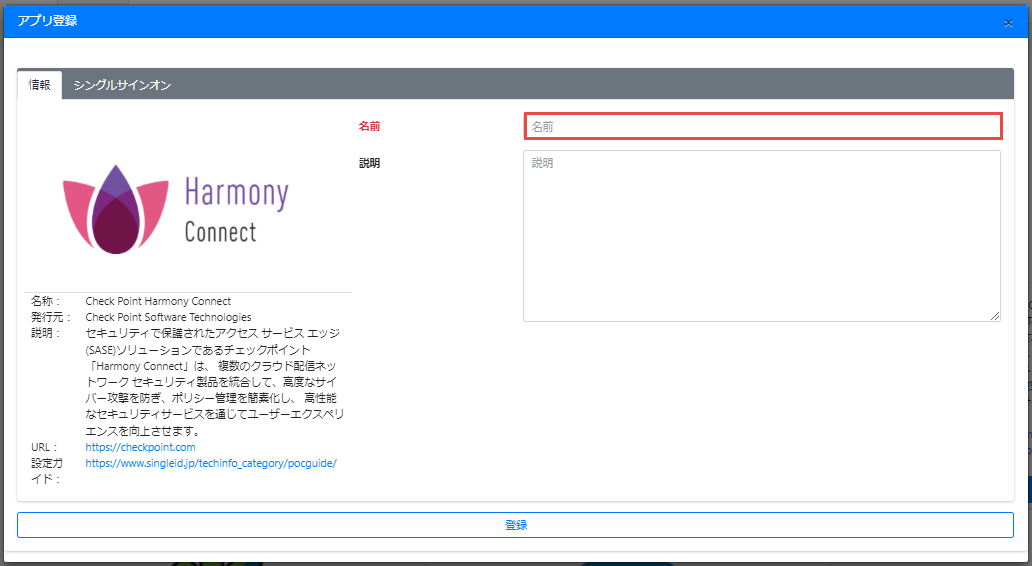 アプリ登録
×
情報
シングルサインオン
名前
名前
説明
説明
Harmony
Connect
名称：
Check Point Harmony Connect
発行元：
Check Point Software Technologies
説明：
セキュリティで保護されたアクセス サービス エッジ
(SASE)ソリューションであるチェックポイント
「Harmony Connect」は、 複数のクラウド配信ネッ
トワーク セキュリティ製品を統合して、高度なサイ
バー攻撃を防ぎ、ポリシー管理を簡素化し、 高性能
なセキュリティサービスを通じてユーザーエクスペリ
エンスを向上させます。
URL：
https://checkpoint.com
設定ガ
イド：
https://www.singleid.jp/techinfo_category/pocguide/
登録